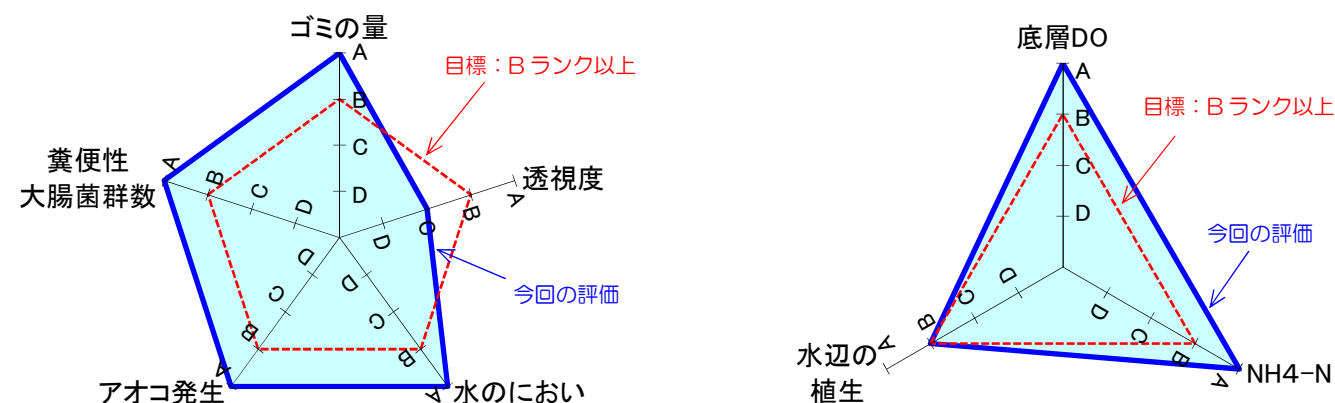 ゴミの量
A
B
C
D
目標:Bランク以上
透視度
A
B
C
D
今回の評価
水のにおい
A
B
C
D
アオコ発生
A
B
C
D
糞便性
大腸菌群数
A
B
C
D
底層DO
A
B
C
D
目標:Bランク以上
今回の評価
NH4-N
A
B
C
D
水辺の
植生
A
B
C
D